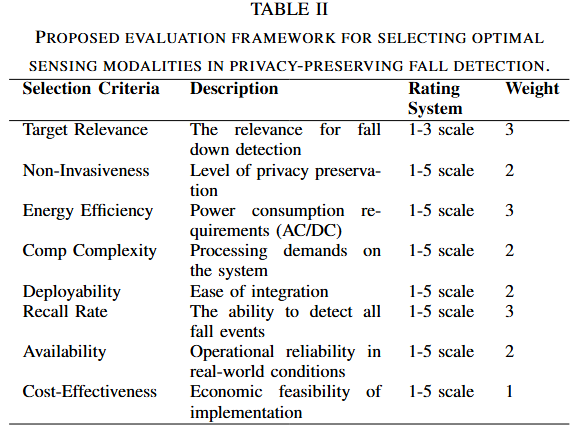 TABLE II
PROPOSED EVALUATION FRAMEWORK FOR SELECTING OPTIMAL
SENSING MODALITIES IN PRIVACY-PRESERVING FALL DETECTION.
Selection Criteria Description Rating System Weight
Target Relevance The relevance for fall down detection 1-3 scale 3
Non-Invasiveness Level of privacy preserva-tion 1-5 scale 2
Energy Efficiency Power consumption re-quirements (AC/DC) 1-5 scale 3
Comp Complexity Processing demands on the system 1-5 scale 2
Deployability Ease of integration 1-5 scale 2
Recall Rate The ability to detect all fall events 1-5 scale 3
Availability Operational reliability in real-world conditions 1-5 scale 2
Cost-Effectiveness Economic feasibility of implementation 1-5 scale 1